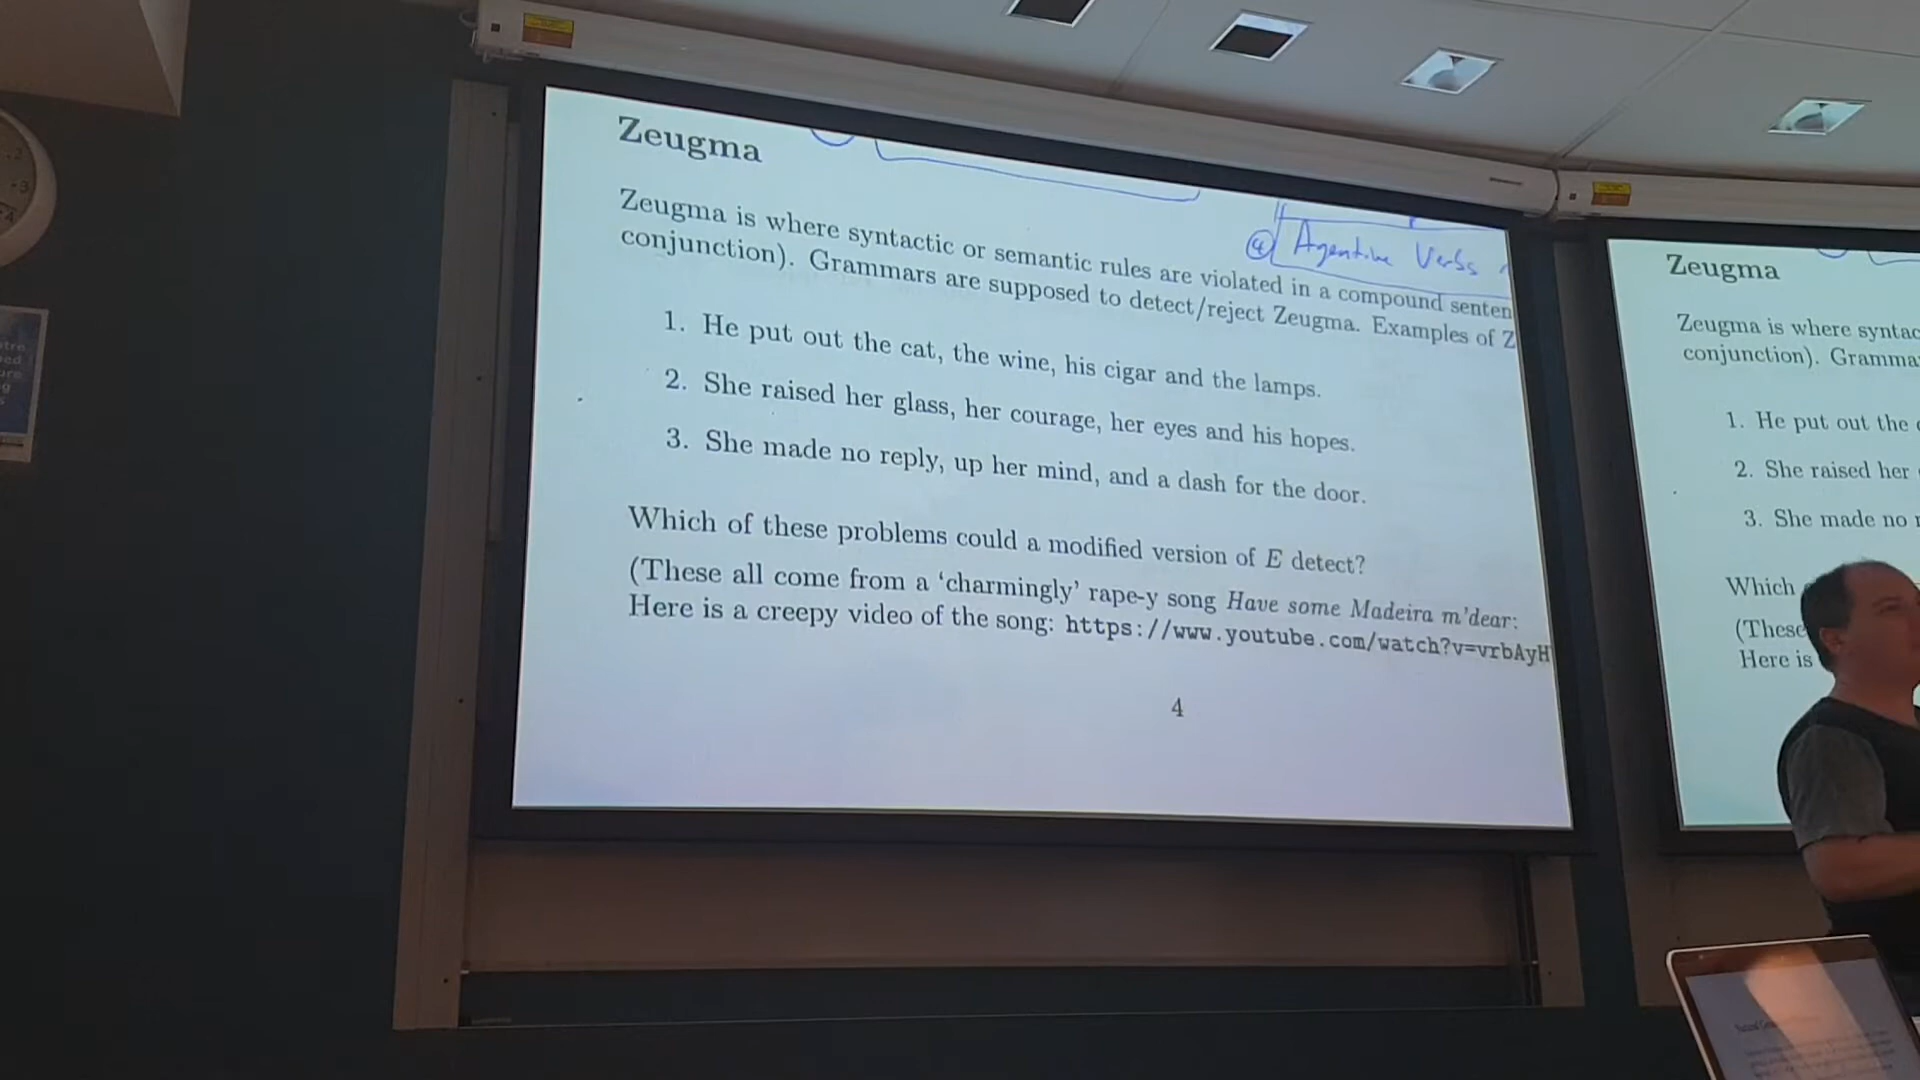 Zeugma
④ Agentive Verbs
Zeugma is where syntactic or semantic rules are violated in a compound senten
conjunction). Grammars are supposed to detect/reject Zeugma. Examples of Z
1. He put out the cat, the wine, his cigar and the lamps.
2. She raised her glass, her courage, her eyes and his hopes.
3. She made no reply, up her mind, and a dash for the door.
Which of these problems could a modified version of E detect?
(These all come from a ‘charmingly’ rape-y song Have some Madeira m’dear:
Here is a creepy video of the song: https://www.youtube.com/watch?v=vrbAyH
4
Zeugma
Zeugma is where syntac
conjunction). Gramma
1. He put out the
2. She raised her
3. She made no r
Which
(These
Here is